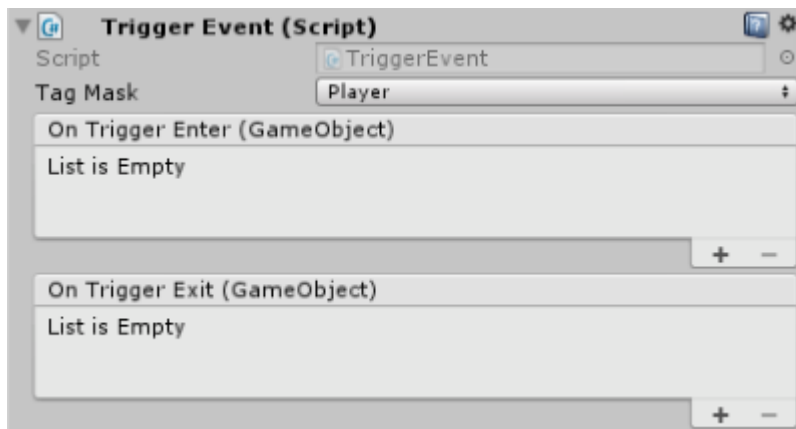 Trigger Event (Script)
Script TriggerEvent
Tag Mask Player
On Trigger Enter (GameObject)
List is Empty
+ −
On Trigger Exit (GameObject)
List is Empty
+ −